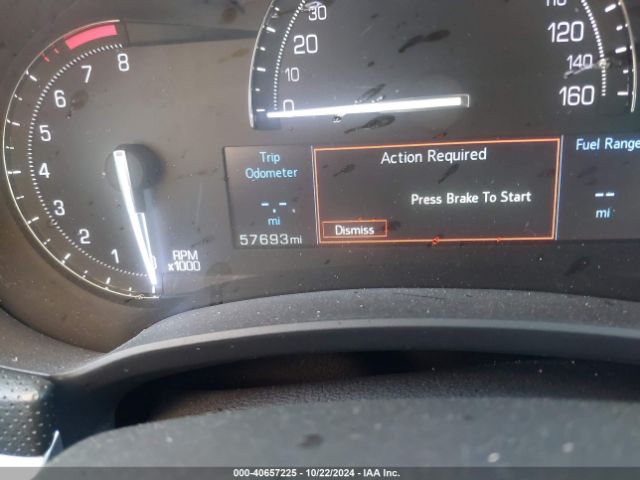 8
7
6
5
4
3
2
1
0
RPM
x1000
30
20
10
0
110
120
140
160
Trip
Odometer
-.-
mi
57693mi
Action Required
Press Brake To Start
Dismiss
Fuel Range
--
mi
000-40657225 - 10/22/2024 - IAA Inc.